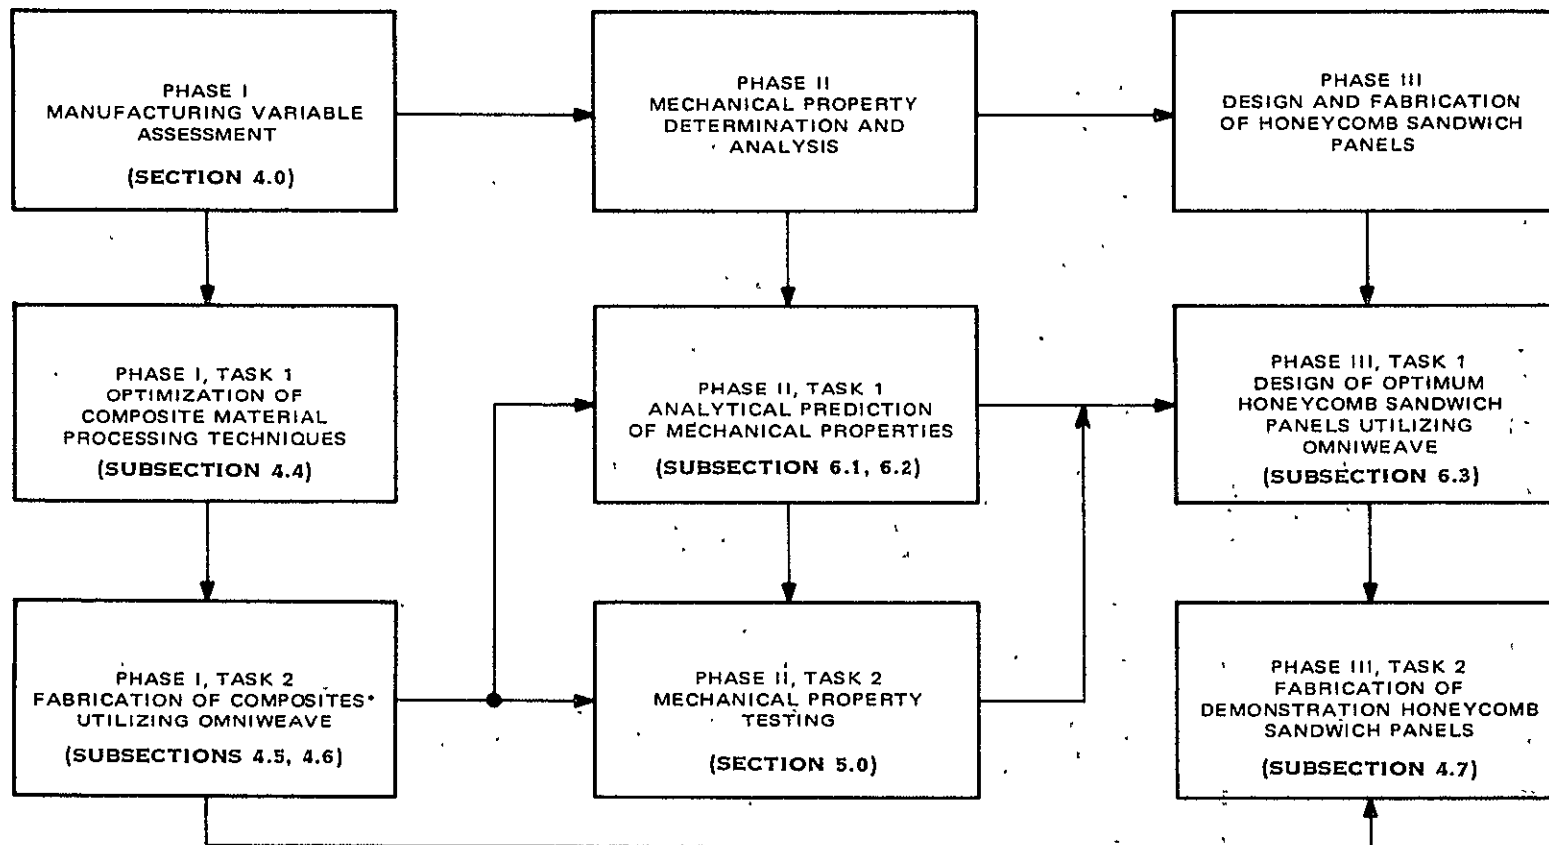 PHASE I
MANUFACTURING VARIABLE
ASSESSMENT
(SECTION 4.0)
PHASE II
MECHANICAL PROPERTY
DETERMINATION AND
ANALYSIS
PHASE III
DESIGN AND FABRICATION
OF HONEYCOMB SANDWICH
PANELS
PHASE I, TASK 1
OPTIMIZATION OF
COMPOSITE MATERIAL
PROCESSING TECHNIQUES
(SUBSECTION 4.4)
PHASE II, TASK 1
ANALYTICAL PREDICTION
OF MECHANICAL PROPERTIES
(SUBSECTION 6.1, 6.2)
PHASE III, TASK 1
DESIGN OF OPTIMUM
HONEYCOMB SANDWICH
PANELS UTILIZING
OMNIWEAVE
(SUBSECTION 6.3)
PHASE I, TASK 2
FABRICATION OF COMPOSITES*
UTILIZING OMNIWEAVE
(SUBSECTIONS 4.5, 4.6)
PHASE II, TASK 2
MECHANICAL PROPERTY
TESTING
(SECTION 5.0)
PHASE III, TASK 2
FABRICATION OF
DEMONSTRATION HONEYCOMB
SANDWICH PANELS
(SUBSECTION 4.7)